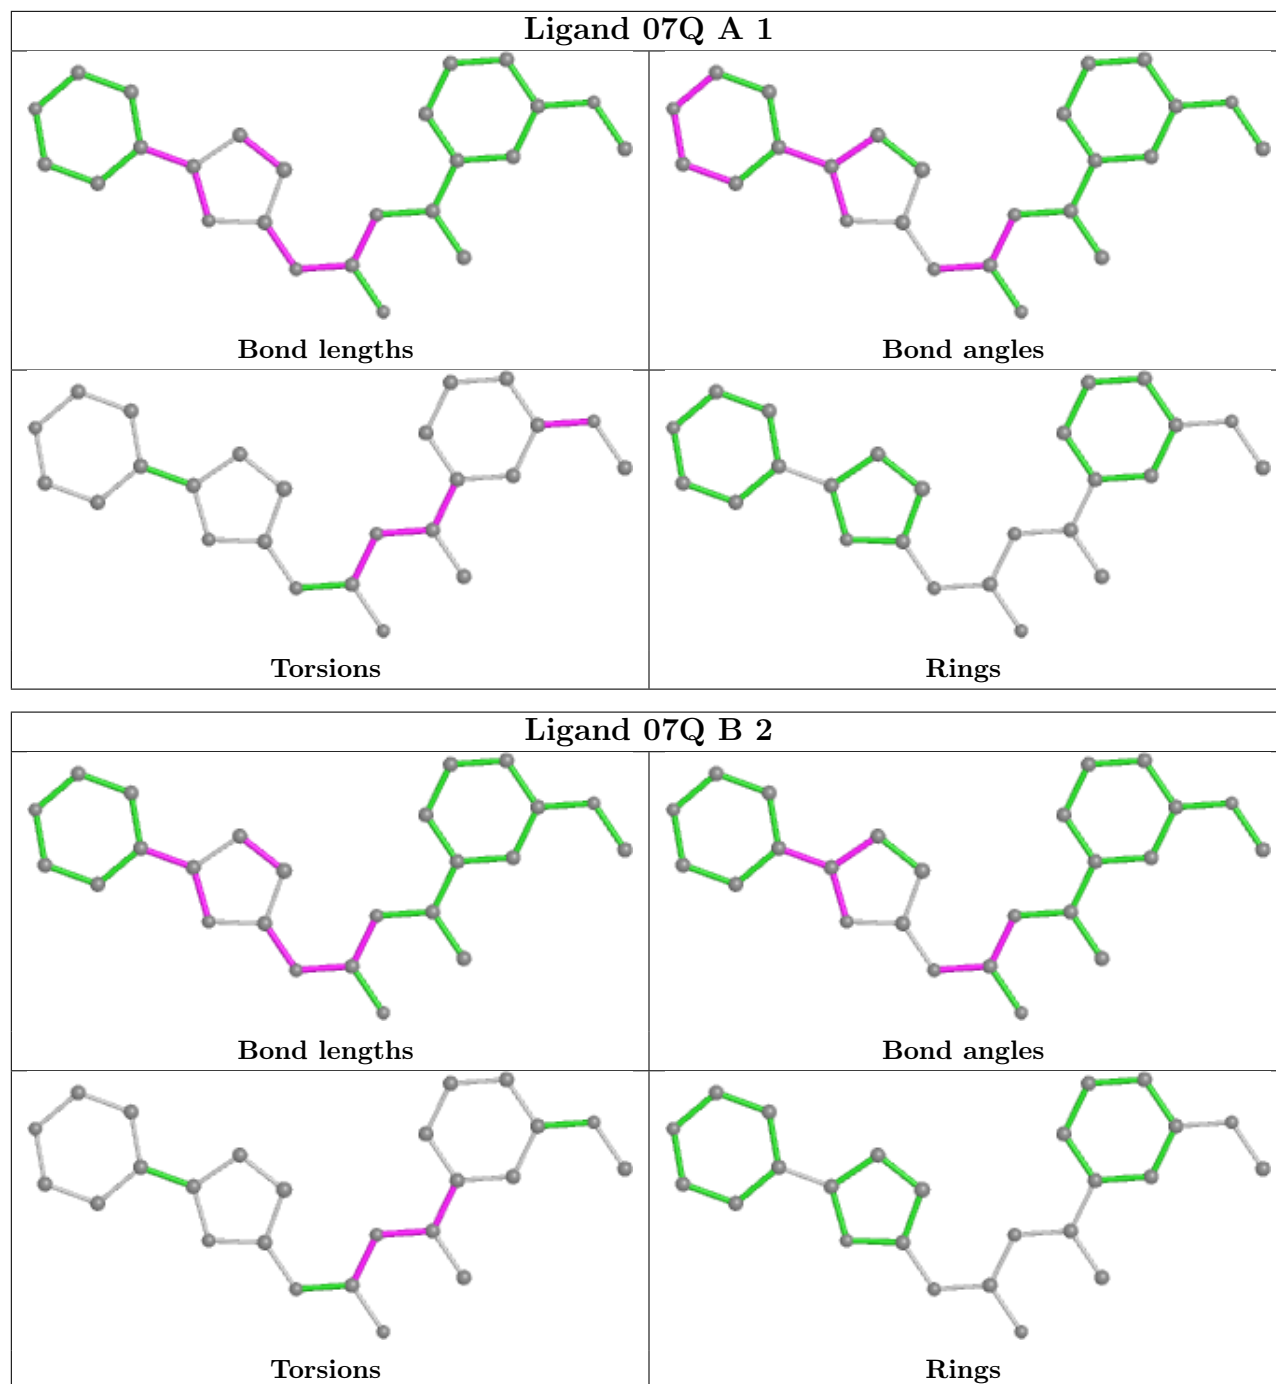 Ligand 07Q A 1
Bond lengths
Bond angles
Torsions
Rings
Ligand 07Q B 2
Bond lengths
Bond angles
Torsions
Rings